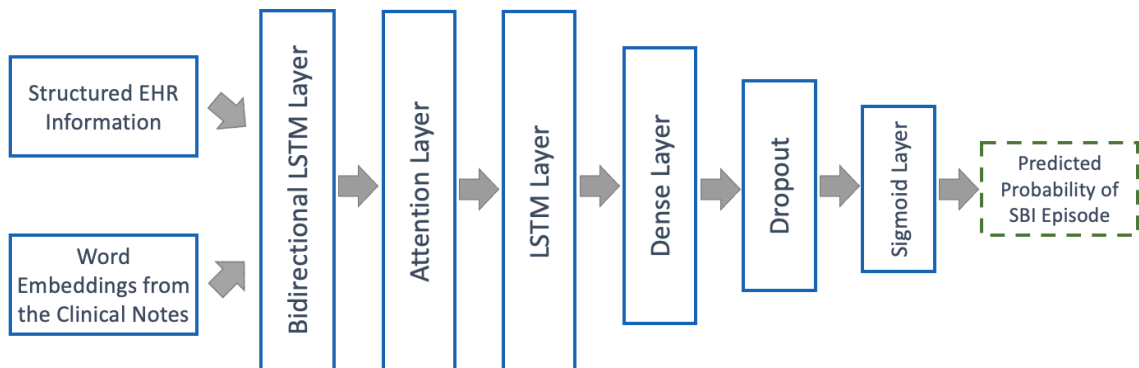 Structured EHR
Information
Word
Embeddings from
the Clinical Notes
Bidirectional LSTM Layer
Attention Layer
LSTM Layer
Dense Layer
Dropout
Sigmoid Layer
Predicted
Probability of
SBI Episode